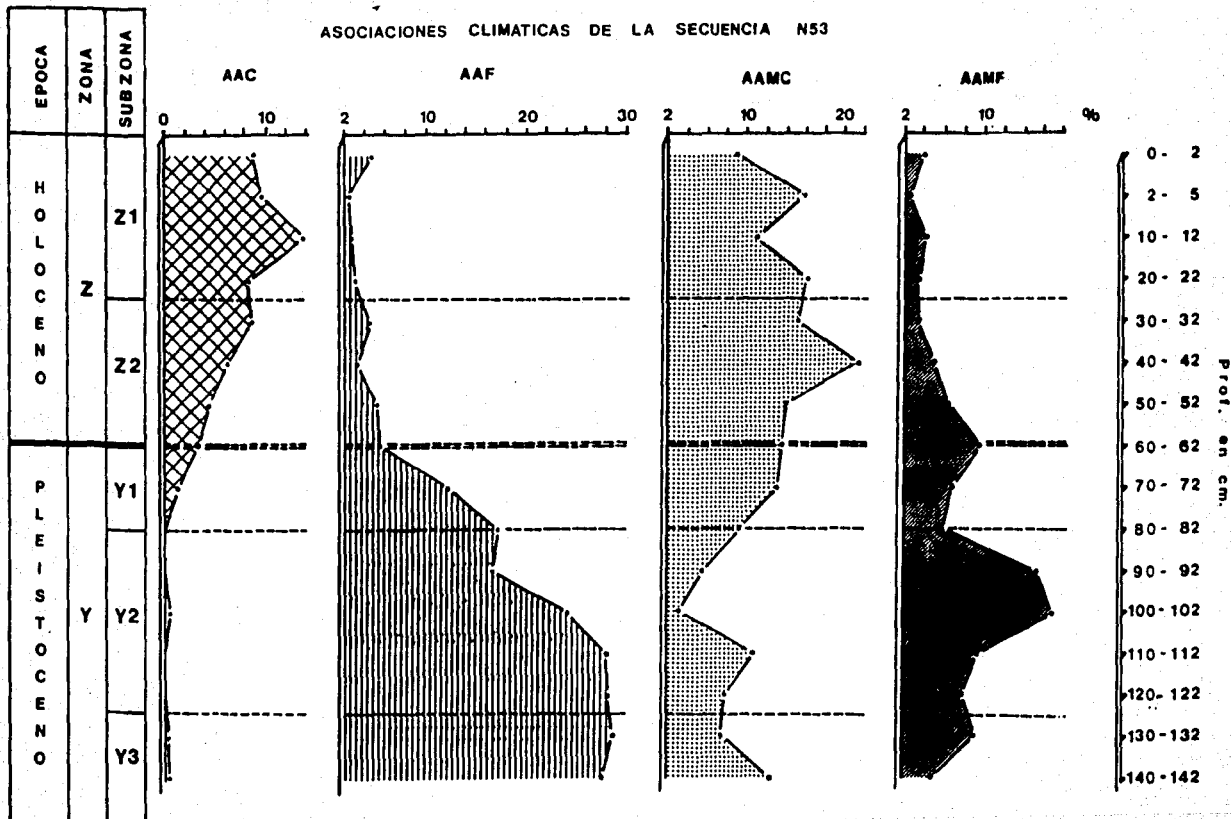 ASOCIACIONES CLIMATICAS DE LA SECUENCIA N53
EPOCA
ZONA
SUBZONA
AAC
AAF
AAMC
AAMF
0 10
2 10 20 30
2 10 20
2 10 %
HOLOCENO
PLEISTOCENO
Z
Y
Z1
Z2
Y1
Y2
Y3
0 - 2
2 - 5
10 - 12
20 - 22
30 - 32
40 - 42
50 - 52
60 - 62
70 - 72
80 - 82
90 - 92
100 - 102
110 - 112
120 - 122
130 - 132
140 - 142
Prof. en cm.